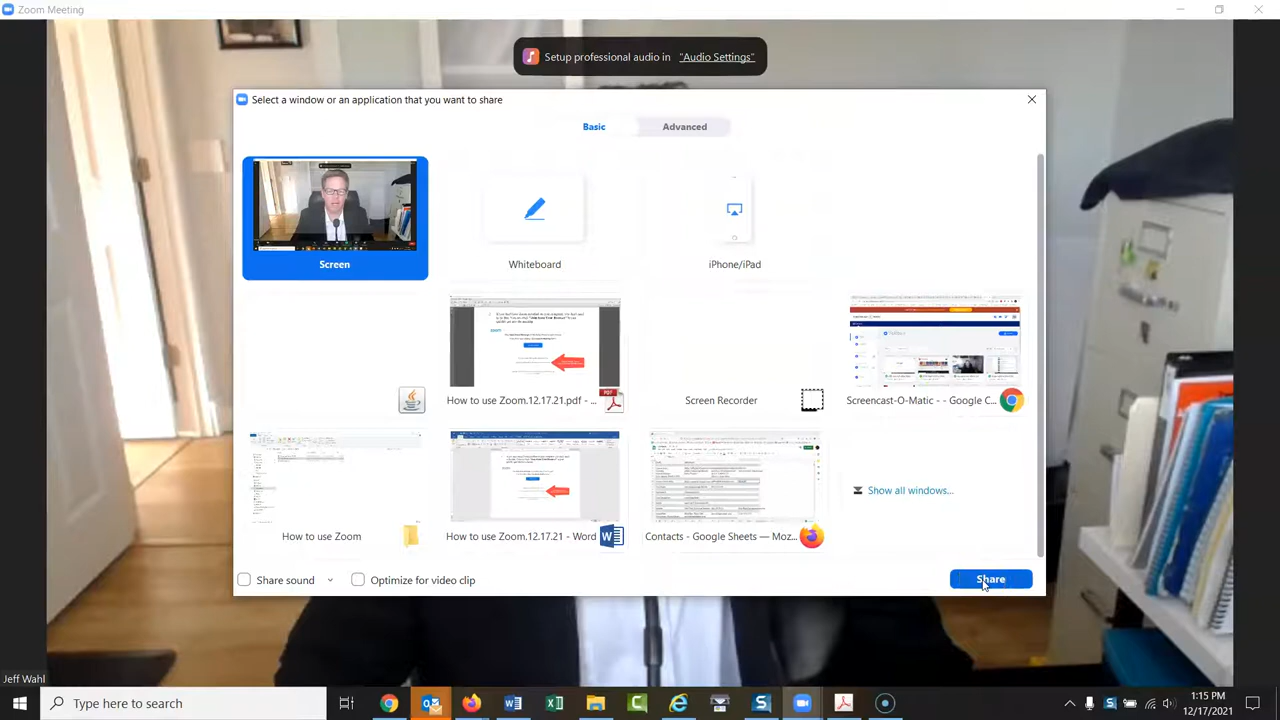 Zoom Meeting
Setup professional audio in "Audio Settings"
Select a window or an application that you want to share
Basic
Advanced
Screen
Whiteboard
iPhone/iPad
How to use Zoom.12.17.21.pdf - ...
PDF
Screen Recorder
Screencast-O-Matic - - Google C...
How to use Zoom
How to use Zoom.12.17.21 - Word
Contacts - Google Sheets — Moz...
Show all windows...
Share sound
Optimize for video clip
Share
Jeff Wahl
Type here to search
1:15 PM
12/17/2021